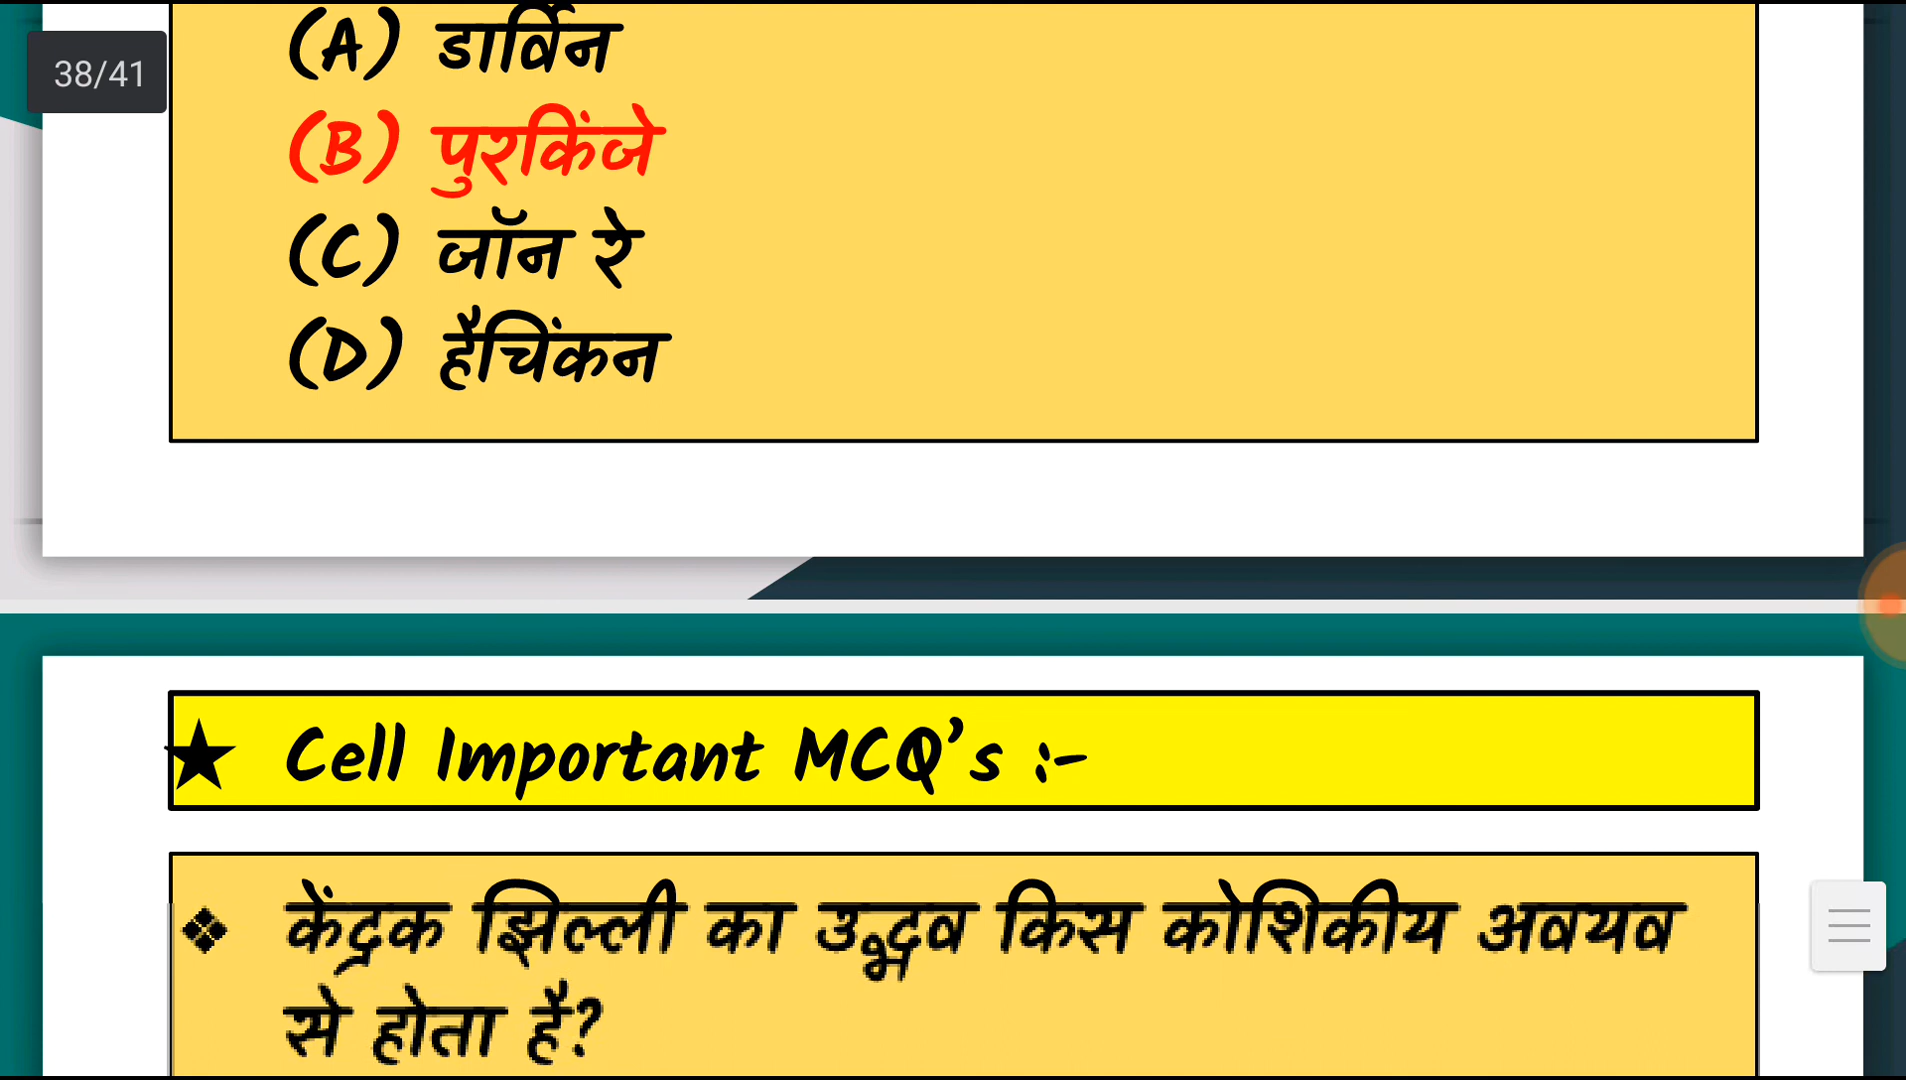 38/41
(A) डार्विन
(B) पुरकिंजे
(C) जॉन रे
(D) हैचिंकन
★ Cell Important MCQ’s :-
❖ केंद्रक झिल्ली का उद्भव किस कोशिकीय अवयव
से होता है?